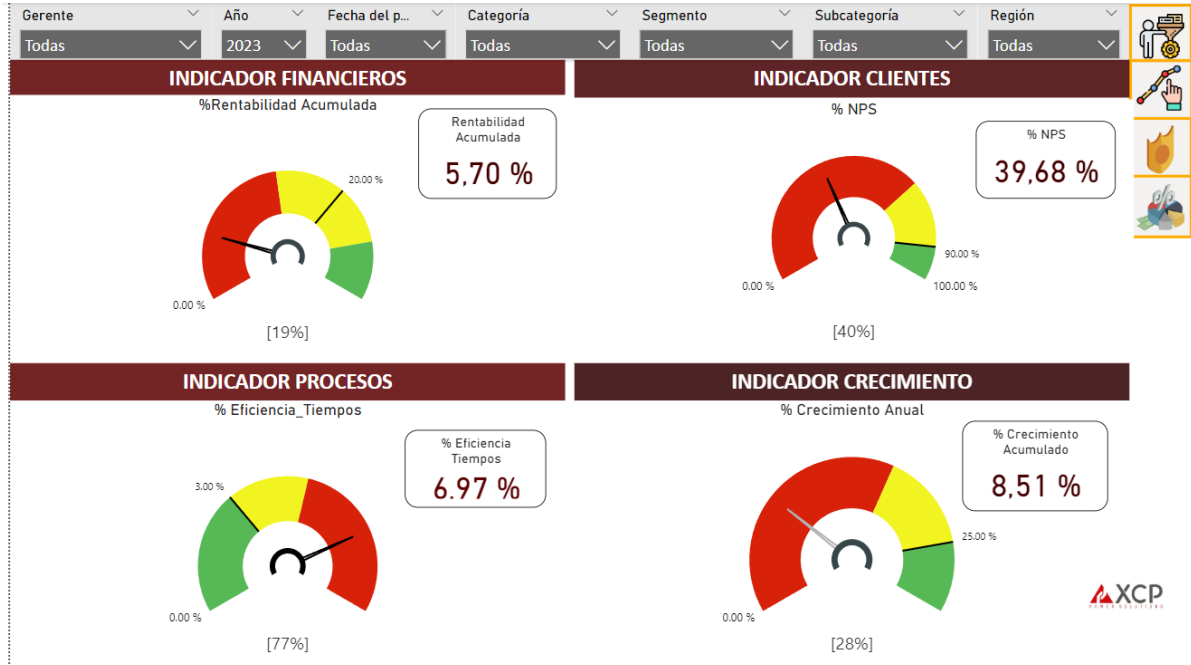 Gerente
Año
Fecha del p...
Categoría
Segmento
Subcategoría
Región
Todas
2023
Todas
Todas
Todas
Todas
Todas
INDICADOR FINANCIEROS
%Rentabilidad Acumulada
Rentabilidad
Acumulada
5,70 %
20.00 %
0.00 %
[19%]
INDICADOR CLIENTES
% NPS
% NPS
39,68 %
90.00 %
0.00 %
100.00 %
[40%]
INDICADOR PROCESOS
% Eficiencia_Tiempos
% Eficiencia
Tiempos
6.97 %
3.00 %
0.00 %
[77%]
INDICADOR CRECIMIENTO
% Crecimiento Anual
% Crecimiento
Acumulado
8,51 %
25.00 %
0.00 %
[28%]
XCP
POWER SOLUTIONS